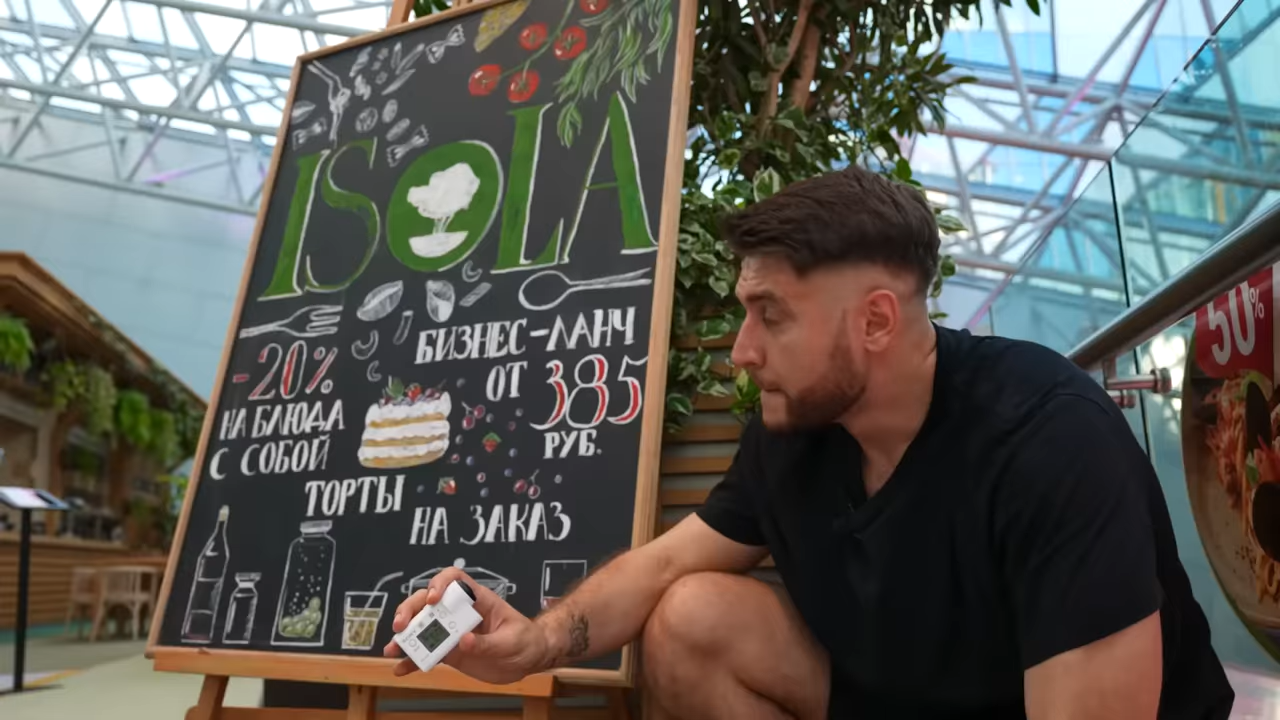 ISOLA
БИЗНЕС-ЛАНЧ
ОТ 385
РУБ.
-20%
НА БЛЮДА
С СОБОЙ
ТОРТЫ
НА ЗАКАЗ
50%